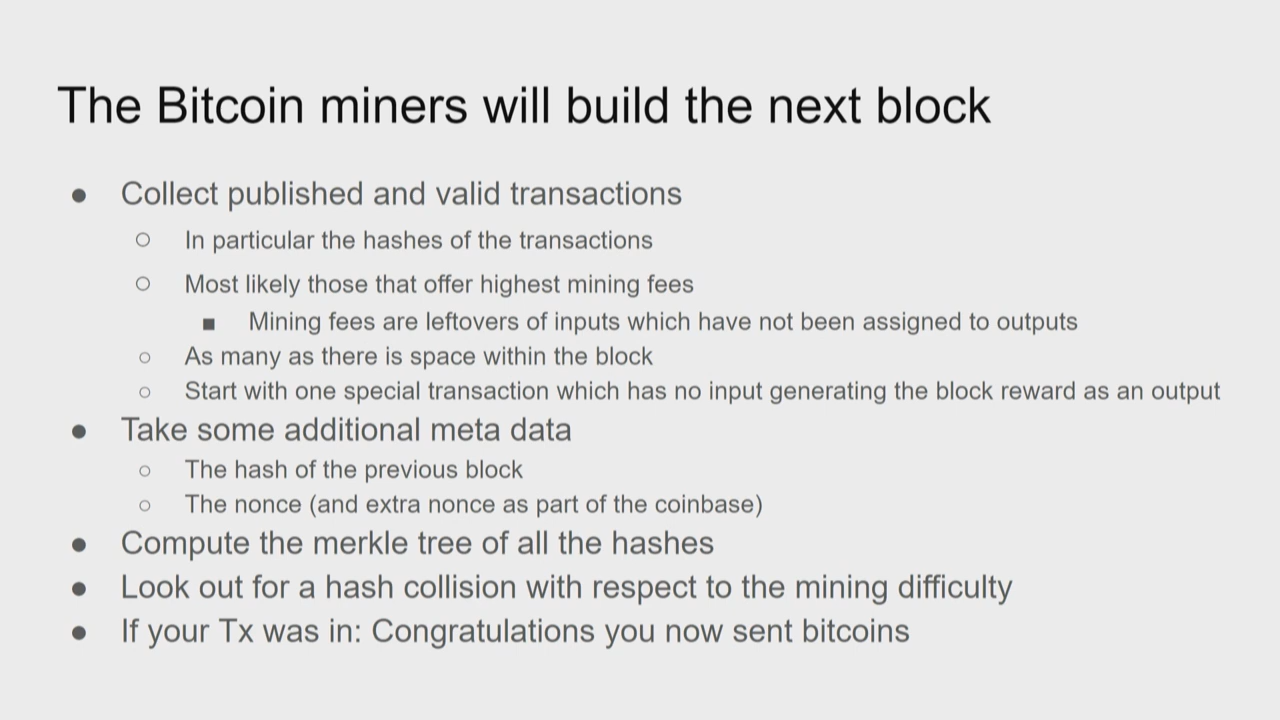 The Bitcoin miners will build the next block
● Collect published and valid transactions
○ In particular the hashes of the transactions
○ Most likely those that offer highest mining fees
■ Mining fees are leftovers of inputs which have not been assigned to outputs
○ As many as there is space within the block
○ Start with one special transaction which has no input generating the block reward as an output
● Take some additional meta data
○ The hash of the previous block
○ The nonce (and extra nonce as part of the coinbase)
● Compute the merkle tree of all the hashes
● Look out for a hash collision with respect to the mining difficulty
● If your Tx was in: Congratulations you now sent bitcoins